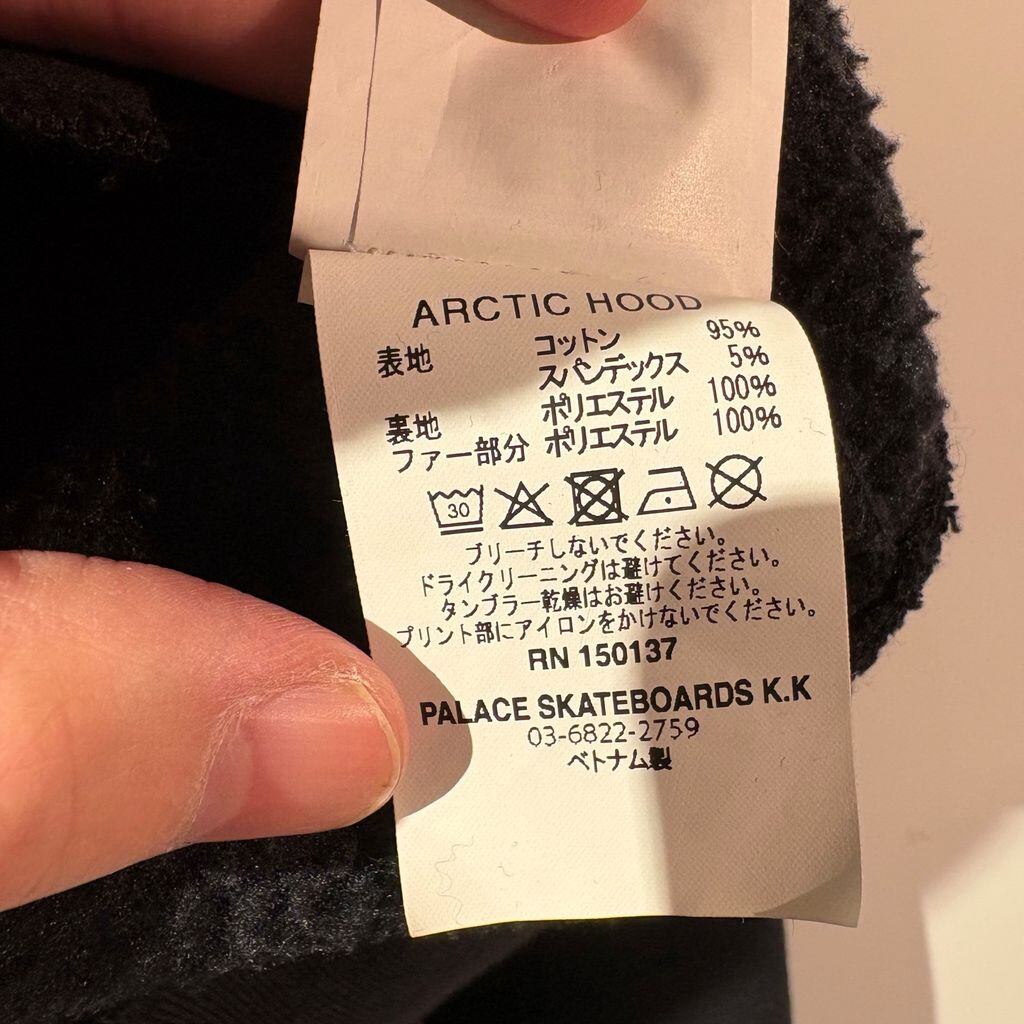 ARCTIC HOOD
表地 コットン 95%
スパンデックス 5%
裏地 ポリエステル 100%
ファー部分 ポリエステル 100%
30
ブリーチしないでください。
ドライクリーニングは避けてください。
タンブラー乾燥はお避けください。
プリント部にアイロンをかけないでください。
RN 150137
PALACE SKATEBOARDS K.K
03-6822-2759
ベトナム製